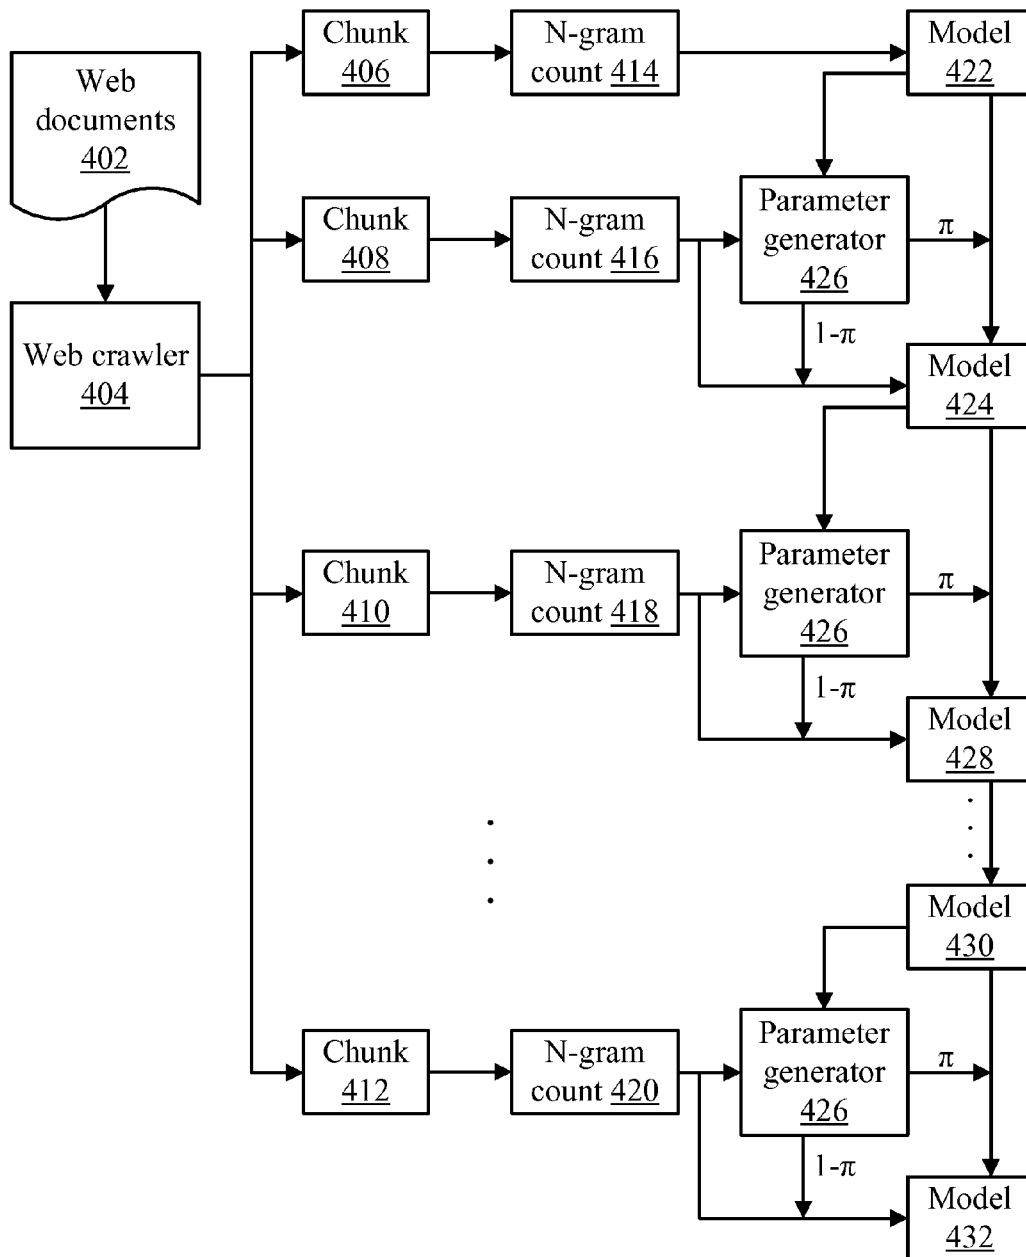 Web
documents
402
Web crawler
404
Chunk
406
N-gram
count 414
Model
422
Chunk
408
N-gram
count 416
Parameter
generator
426
π
1-π
Model
424
Chunk
410
N-gram
count 418
Parameter
generator
426
π
1-π
Model
428
Model
430
Chunk
412
N-gram
count 420
Parameter
generator
426
π
1-π
Model
432